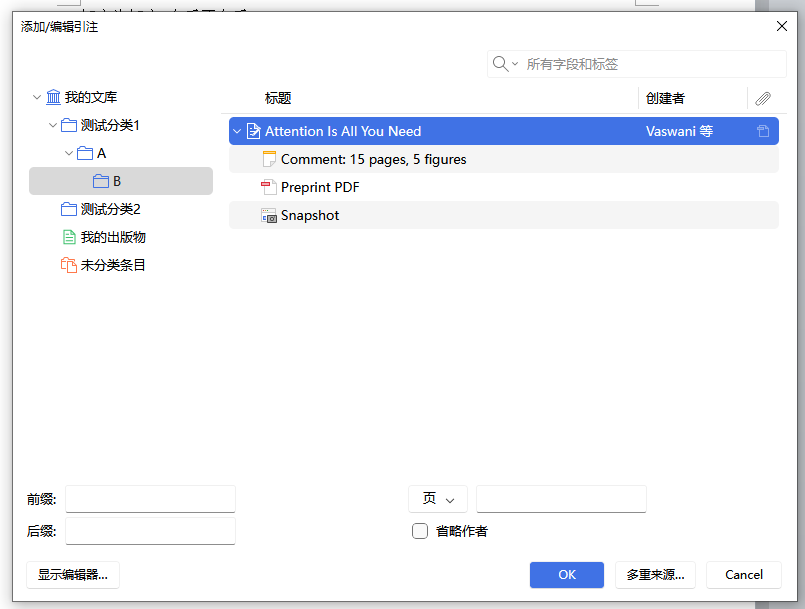 添加/编辑引注
所有字段和标签
我的文库
测试分类1
A
B
测试分类2
我的出版物
未分类条目
标题 创建者
Attention Is All You Need Vaswani 等
Comment: 15 pages, 5 figures
Preprint PDF
Snapshot
前缀: 页
后缀: 省略作者
显示编辑器... OK 多重来源... Cancel